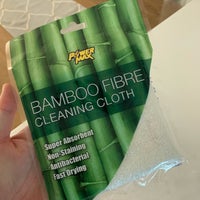 POWER
MAX
BAMBOO FIBRE
CLEANING CLOTH
Super Absorbent
Non-Staining
Antibacterial
Fast Drying